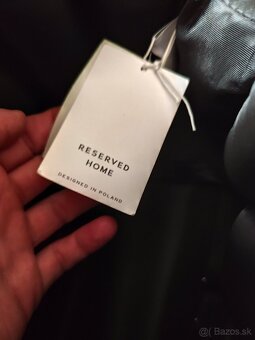 RESERVED
HOME
DESIGNED IN POLAND
Bazos.sk